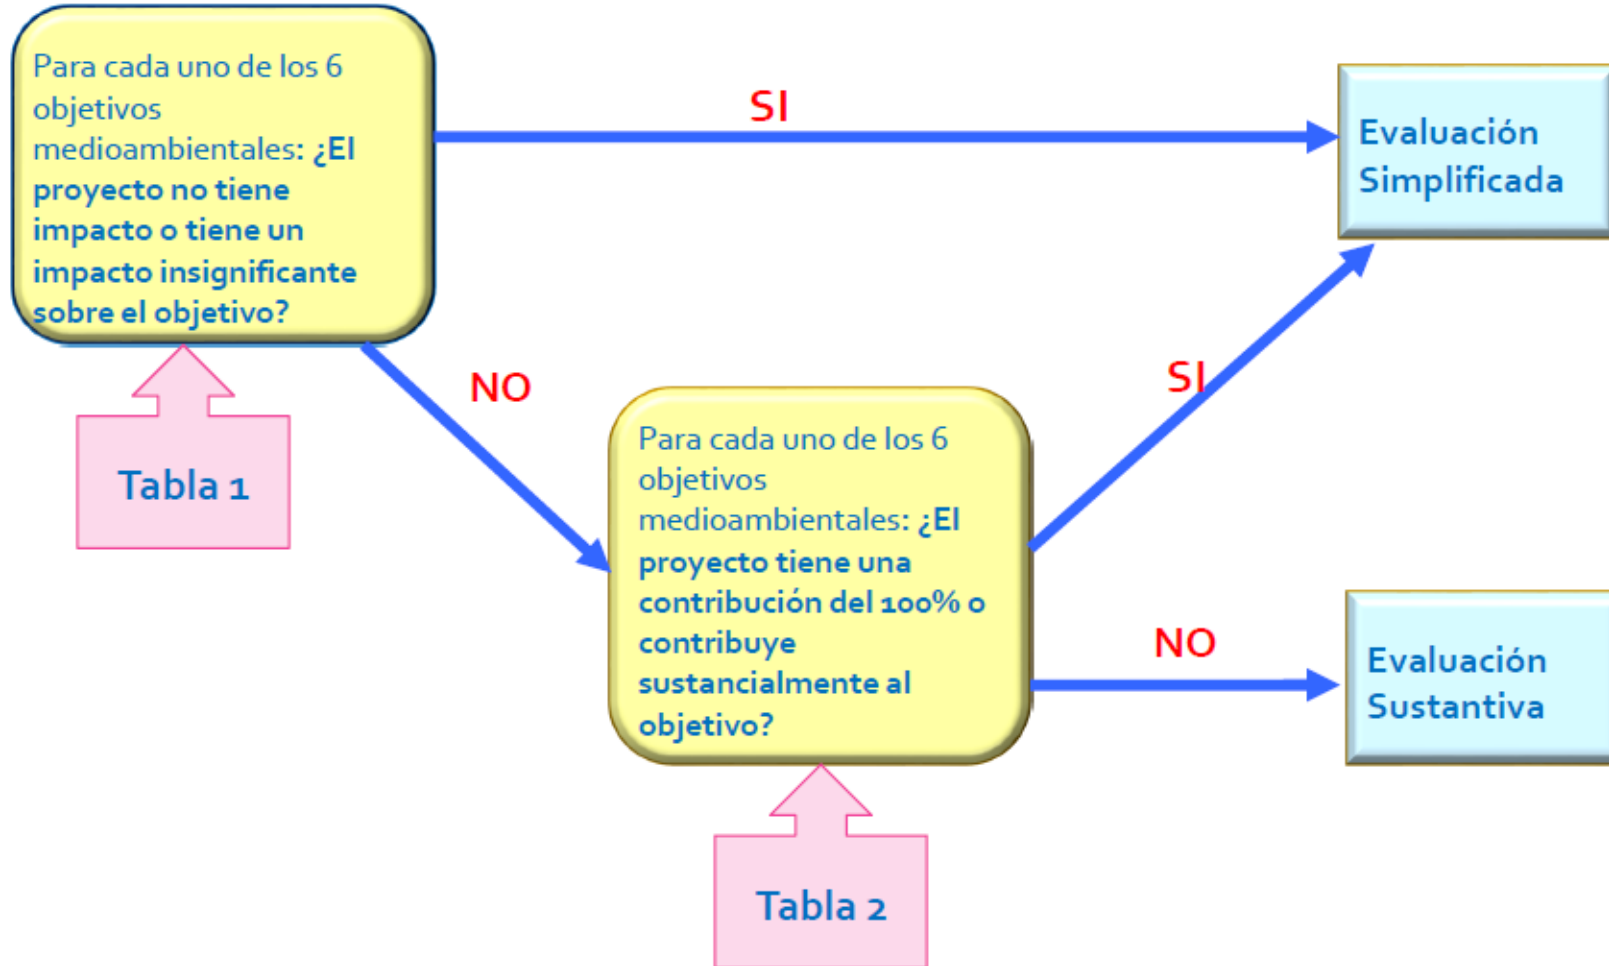 Para cada uno de los 6
objetivos
medioambientales: ¿El
proyecto no tiene
impacto o tiene un
impacto insignificante
sobre el objetivo?
SI
Evaluación
Simplificada
NO
Tabla 1
Para cada uno de los 6
objetivos
medioambientales: ¿El
proyecto tiene una
contribución del 100% o
contribuye
sustancialmente al
objetivo?
SI
NO
Evaluación
Sustantiva
Tabla 2